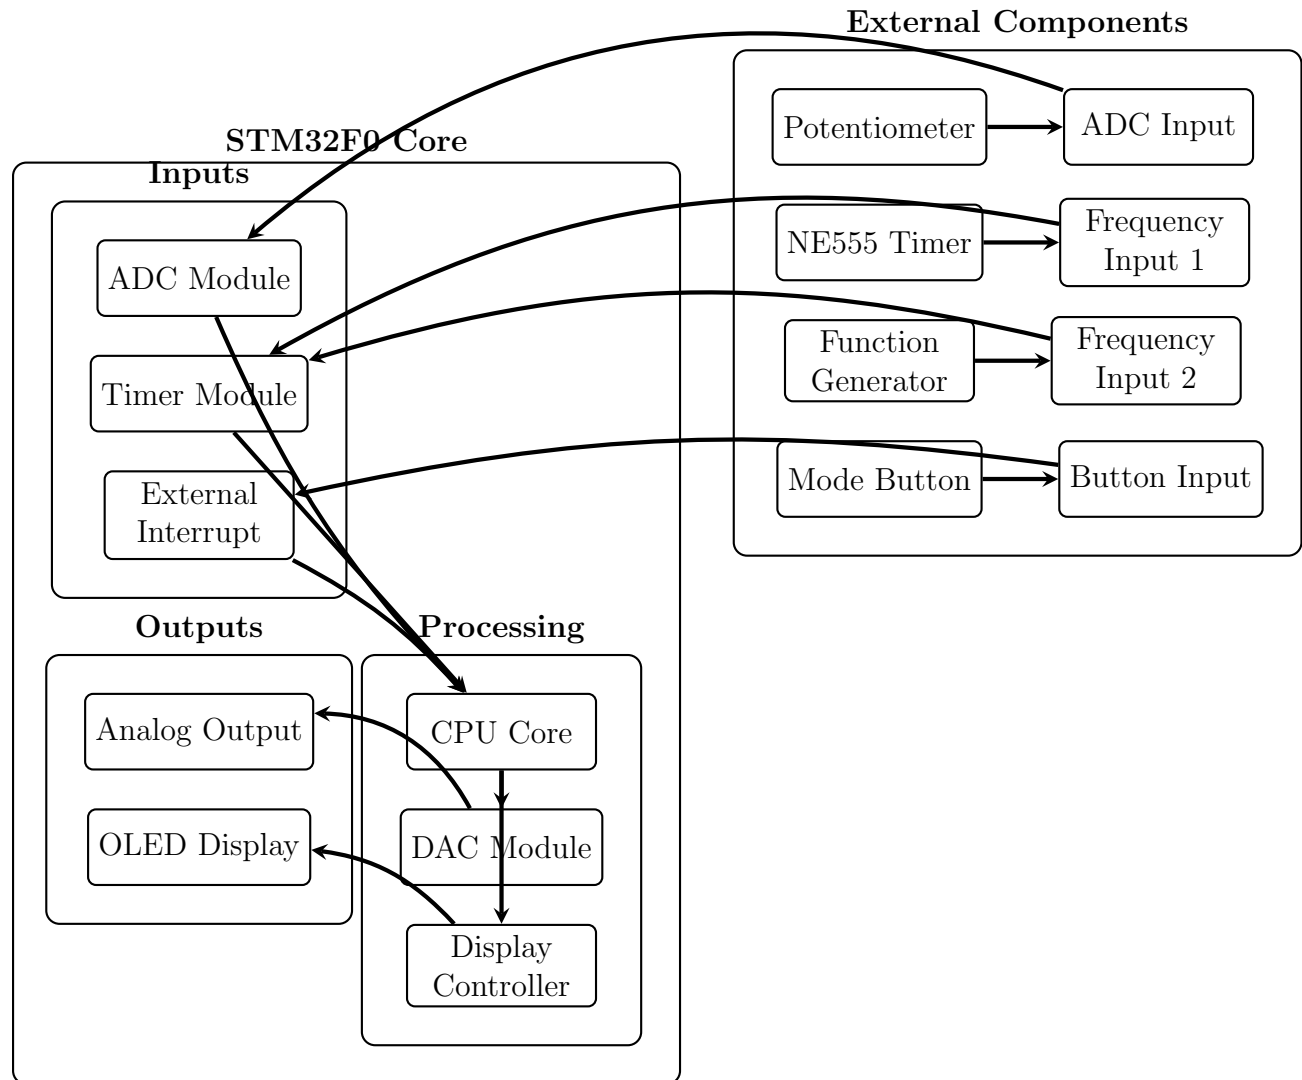 External Components
Potentiometer
ADC Input
NE555 Timer
Frequency
Input 1
Function
Generator
Frequency
Input 2
Mode Button
Button Input
STM32F0 Core
Inputs
ADC Module
Timer Module
External
Interrupt
Outputs
Analog Output
OLED Display
Processing
CPU Core
DAC Module
Display
Controller